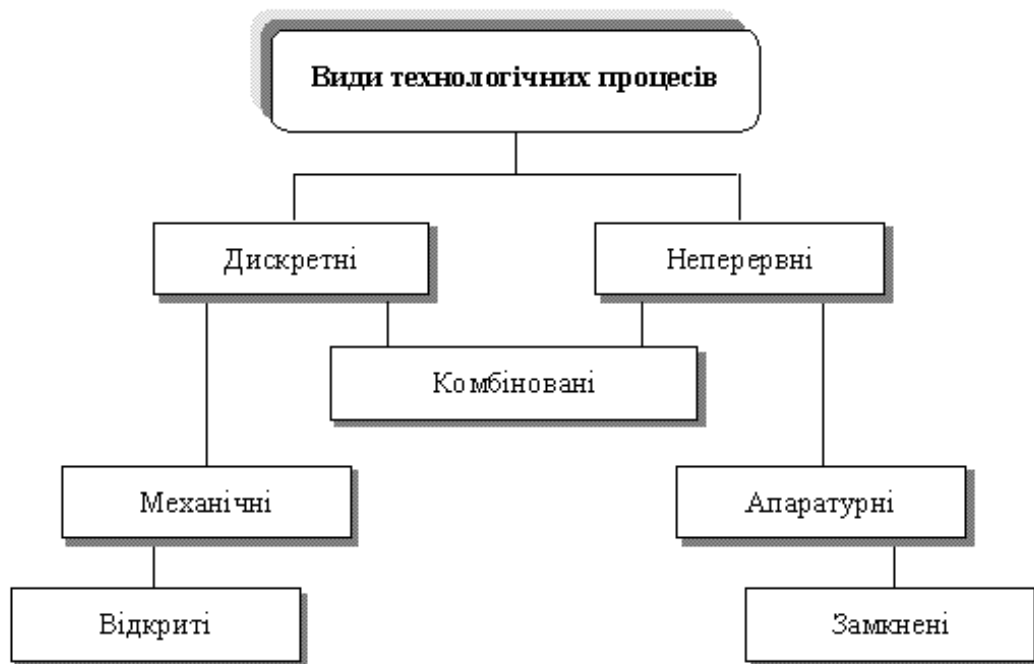 Види технологічних процесів
Дискретні
Неперервні
Комбіновані
Механічні
Апаратурні
Відкриті
Замкнені